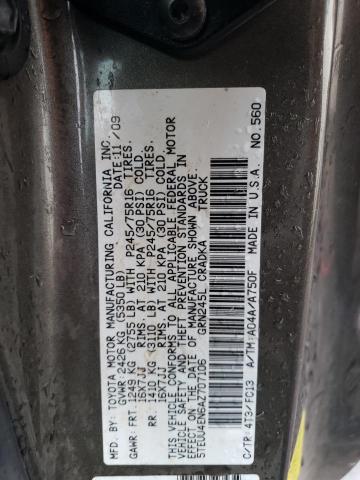 MFD. BY: TOYOTA MOTOR MANUFACTURING CALIFORNIA INC.
GVWR: 2426 KG (5350 LB) DATE: 11/09
GAWR: FRT. 1249 KG (2755 LB) WITH P245/75R16 TIRES.
16X7JJ RIMS. AT 210 KPA (30 PSI) COLD.
RR. 1410 KG (3110 LB) WITH P245/75R16 TIRES.
16X7JJ RIMS. AT 210 KPA (30 PSI) COLD.
THIS VEHICLE CONFORMS TO ALL APPLICABLE FEDERAL MOTOR
VEHICLE SAFETY AND THEFT PREVENTION STANDARDS IN
EFFECT ON THE DATE OF MANUFACTURE SHOWN ABOVE.
GRN245L CRADKA TRUCK
5TEUU4EN6AZ707106
C/TR: 4T3/FC13 A/TM: A04A/A750F MADE IN U.S.A. NO.560